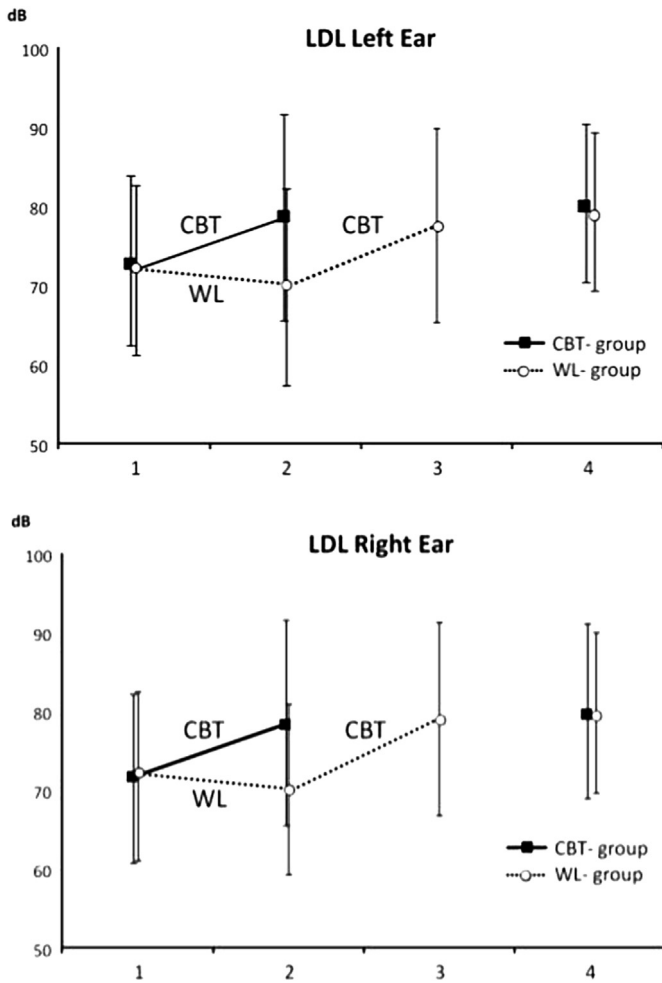 dB
LDL Left Ear
100
90
80
70
60
50
CBT
CBT
WL
CBT- group
WL- group
1 2 3 4
dB
LDL Right Ear
100
90
80
70
60
50
CBT
CBT
WL
CBT- group
WL- group
1 2 3 4